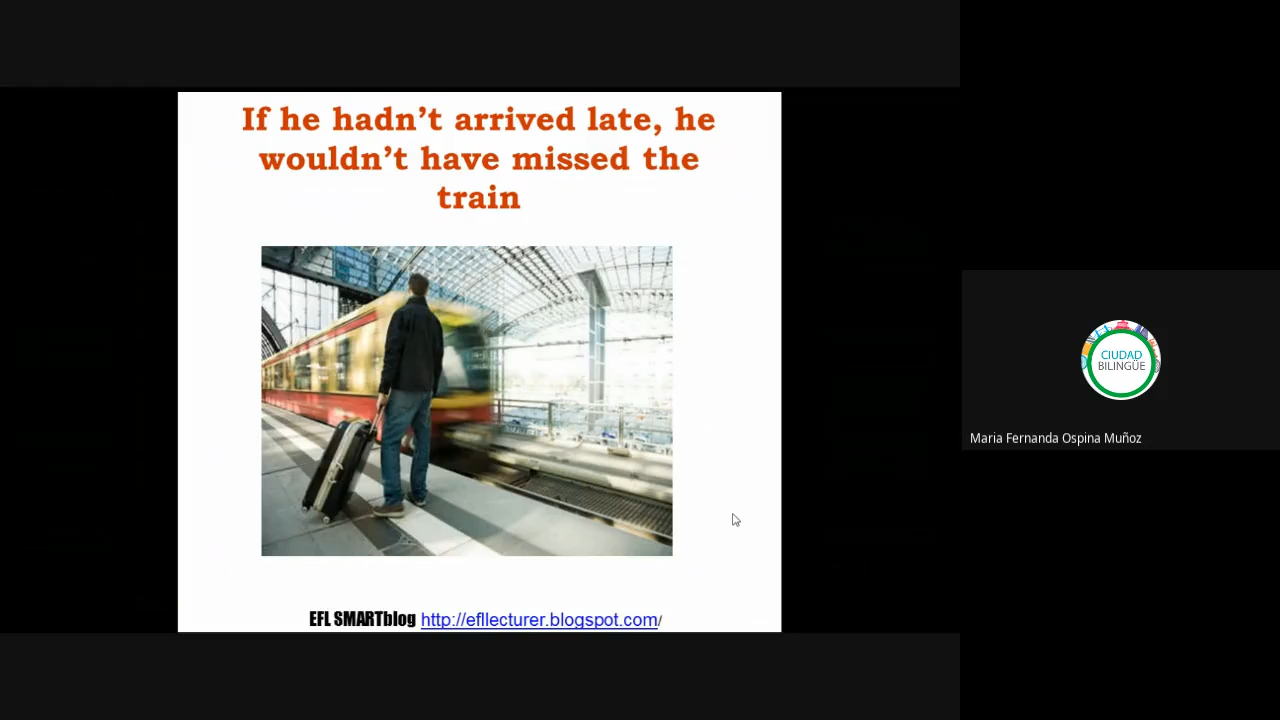 If he hadn't arrived late, he
wouldn't have missed the
train
EFL SMARTblog http://efllecturer.blogspot.com/
CIUDAD
BILINGÜE
Maria Fernanda Ospina Muñoz